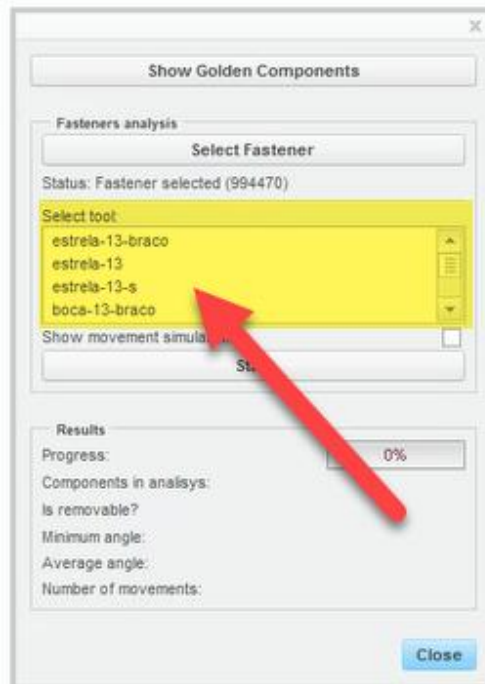 Show Golden Components
Fasteners analysis
Select Fastener
Status: Fastener selected (994470)
Select tool:
estrela-13-braco
estrela-13
estrela-13-s
boca-13-braco
Show movement
Results
Progress: 0%
Components in analisys:
Is removable?
Minimum angle:
Average angle:
Number of movements:
Close